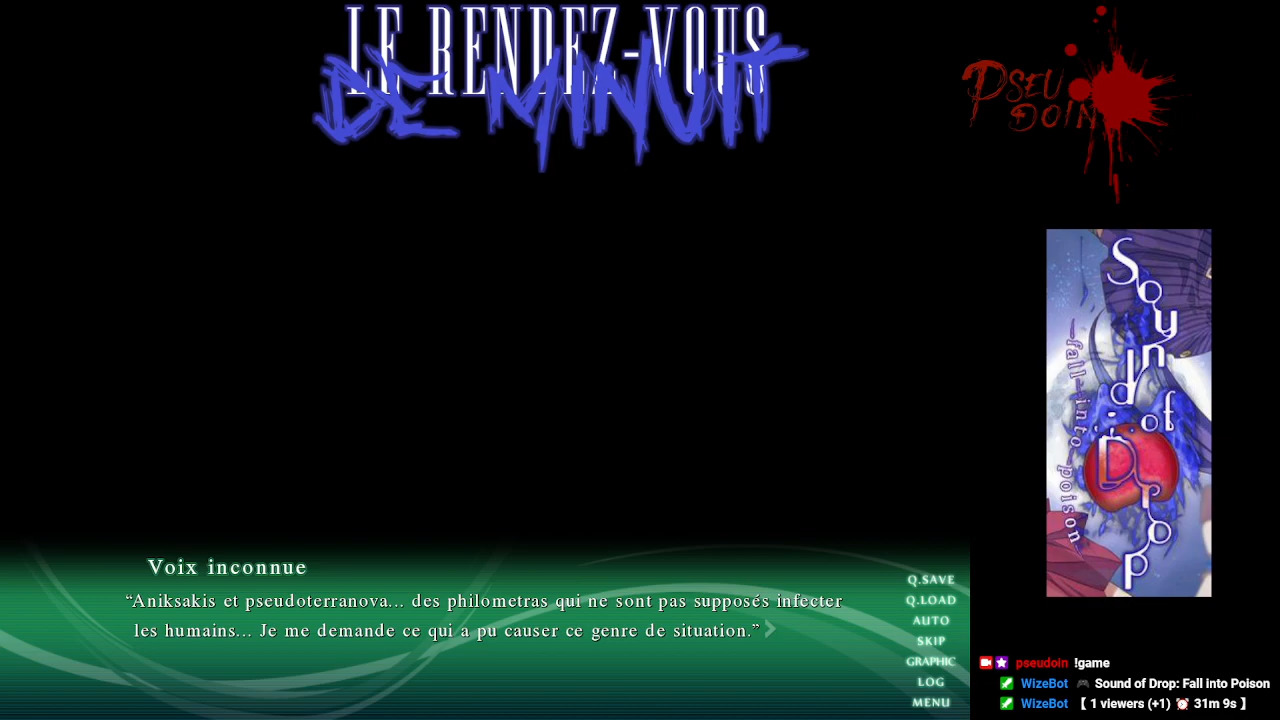 LE RENDEZ-VOUS
DE MINUIT
PSEU
DOIN
Sound of Drop
—fall into poison—
Voix inconnue
“Aniksakis et pseudoterranova... des philometras qui ne sont pas supposés infecter
les humains... Je me demande ce qui a pu causer ce genre de situation.”
Q.SAVE
Q.LOAD
AUTO
SKIP
GRAPHIC
LOG
MENU
pseudoin !game
WizeBot 🎮 Sound of Drop: Fall into Poison
WizeBot 【 1 viewers (+1) ⏰ 31m 9s 】